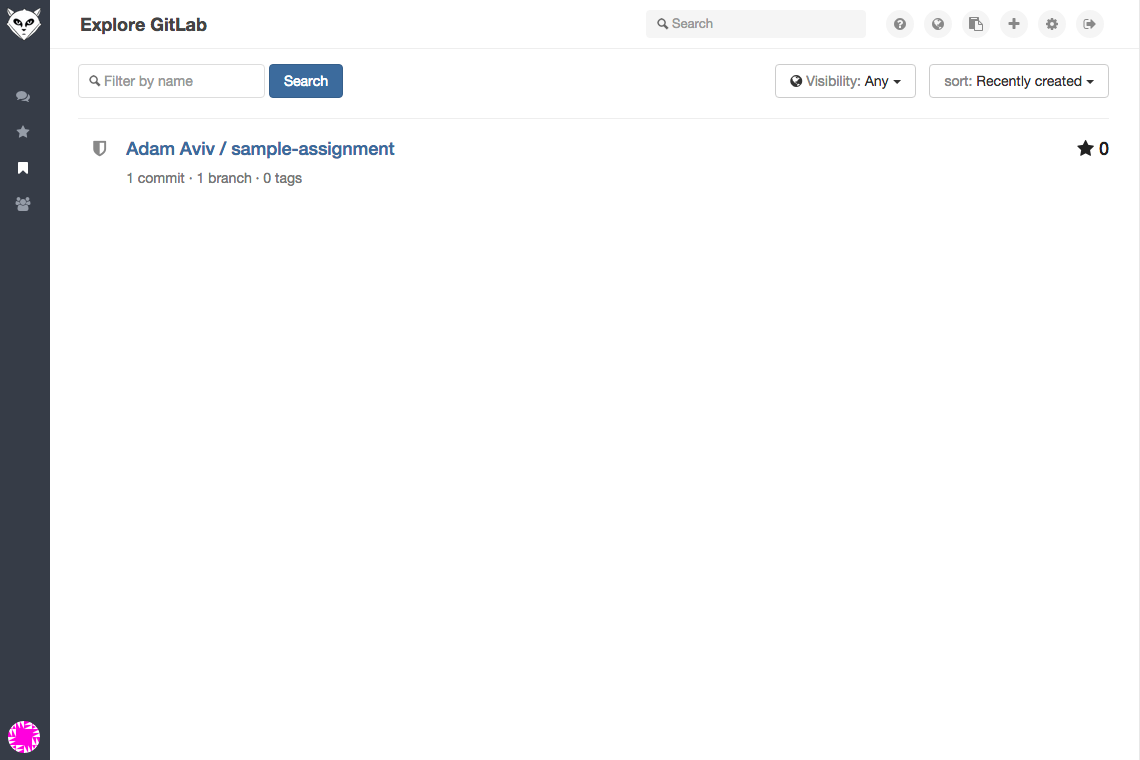 Explore GitLab
Search
Filter by name
Search
Visibility: Any
sort: Recently created
Adam Aviv / sample-assignment
0
1 commit · 1 branch · 0 tags